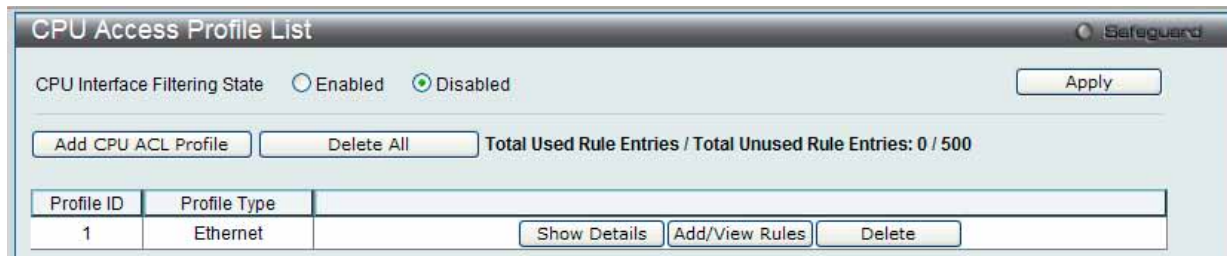 CPU Access Profile List
Safeguard
CPU Interface Filtering State Enabled Disabled Apply
Add CPU ACL Profile Delete All Total Used Rule Entries / Total Unused Rule Entries: 0 / 500
Profile ID Profile Type
1 Ethernet Show Details Add/View Rules Delete